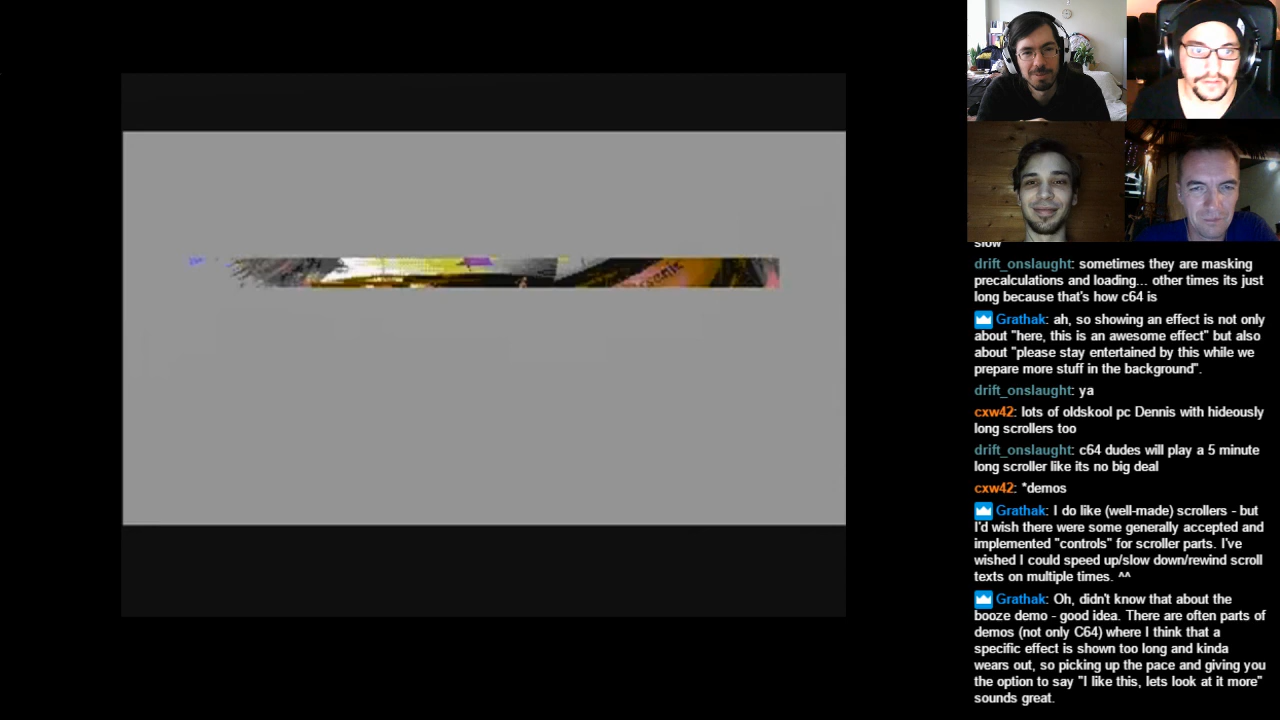 slow
drift_onslaught: sometimes they are masking
precalculations and loading... other times its just
long because that's how c64 is
Grathak: ah, so showing an effect is not only
about "here, this is an awesome effect" but also
about "please stay entertained by this while we
prepare more stuff in the background".
drift_onslaught: ya
cxw42: lots of oldskool pc Dennis with hideously
long scrollers too
drift_onslaught: c64 dudes will play a 5 minute
long scroller like its no big deal
cxw42: *demos
Grathak: I do like (well-made) scrollers - but
I'd wish there were some generally accepted and
implemented "controls" for scroller parts. I've
wished I could speed up/slow down/rewind scroll
texts on multiple times. ^^
Grathak: Oh, didn't know that about the
booze demo - good idea. There are often parts of
demos (not only C64) where I think that a
specific effect is shown too long and kinda
wears out, so picking up the pace and giving you
the option to say "I like this, lets look at it more"
sounds great.